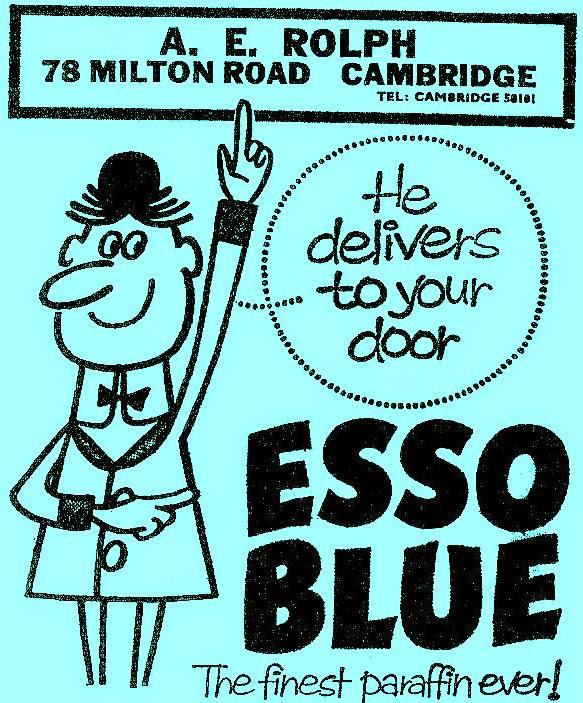 A. E. ROLPH
78 MILTON ROAD CAMBRIDGE
TEL: CAMBRIDGE 58181
He
delivers
to your
door
ESSO
BLUE
The finest paraffin ever!